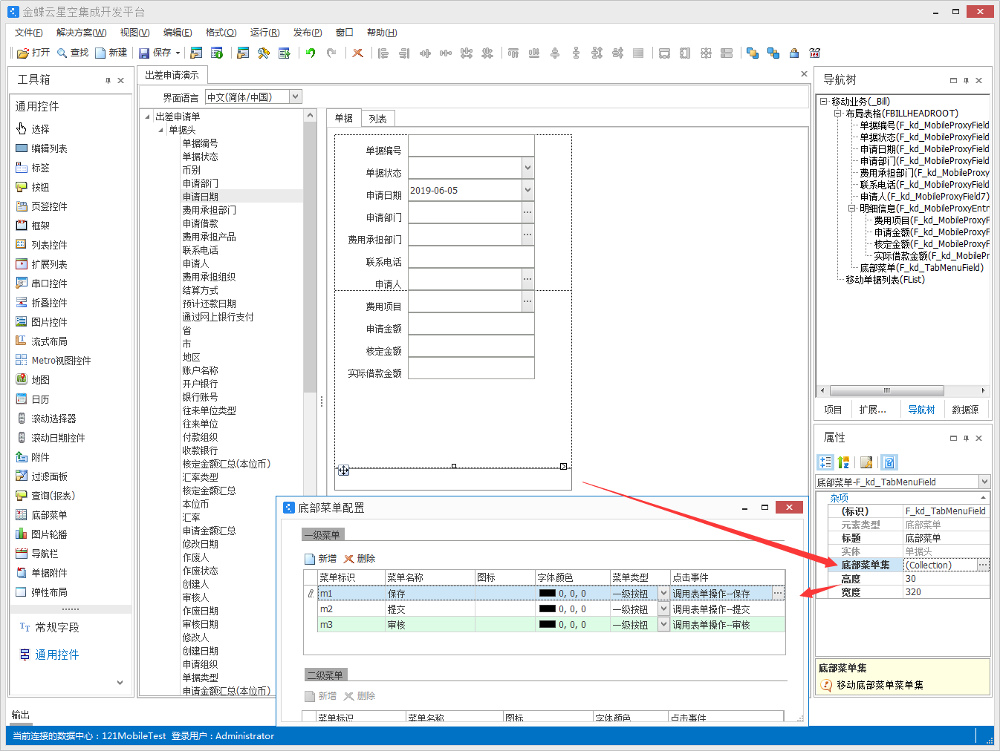 金蝶云星空集成开发平台
文件(F) 解决方案(W) 视图(V) 编辑(E) 格式(O) 运行(R) 发布(P) 窗口 帮助(H)
打开 查找 新建 保存
工具箱
通用控件
选择
编辑列表
标签
按钮
页签控件
框架
列表控件
扩展列表
串口控件
折叠控件
图片控件
流式布局
Metro视图控件
地图
日历
滚动选择器
滚动日期控件
附件
过滤面板
查询(报表)
底部菜单
图片轮播
导航栏
单据附件
弹性布局
常规字段
通用控件
出差申请演示
界面语言 中文(简体/中国)
出差申请单
单据头
单据编号
单据状态
币别
申请部门
申请日期
费用承担部门
申请借款
费用承担产品
联系电话
申请人
费用承担组织
结算方式
预计还款日期
通过网上银行支付
省
市
地区
账户名称
开户银行
银行账号
往来单位类型
往来单位
付款组织
收款银行
核定金额汇总(本位币)
汇率类型
核定金额汇总
本位币
汇率
申请金额汇总
修改日期
作废人
作废状态
创建人
审核人
作废日期
审核日期
修改人
创建日期
申请组织
单据类型
申请金额汇总(本位币)
单据 列表
单据编号
单据状态
申请日期 2019-06-05
申请部门
费用承担部门
联系电话
申请人
费用项目
申请金额
核定金额
实际借款金额
导航树
移动业务(_Bill)
布局表格(FBILLHEADROOT)
单据编号(F_kd_MobileProxyField
单据状态(F_kd_MobileProxyField
申请日期(F_kd_MobileProxyField
申请部门(F_kd_MobileProxyField
费用承担部门(F_kd_MobileProxy
联系电话(F_kd_MobileProxyField
申请人(F_kd_MobileProxyField7)
明细信息(F_kd_MobileProxyEntr
费用项目(F_kd_MobileProxyF
申请金额(F_kd_MobileProxyF
核定金额(F_kd_MobileProxyF
实际借款金额(F_kd_MobilePr
底部菜单(F_kd_TabMenuField)
移动单据列表(FList)
项目 扩展... 导航树 数据源
属性
底部菜单-F_kd_TabMenuField
杂项
(标识) F_kd_TabMenuField
元素类型 底部菜单
标题 底部菜单
实体 单据头
底部菜单集 (Collection)
高度 30
宽度 320
底部菜单集
移动底部菜单菜单集
底部菜单配置
一级菜单
新增 删除
菜单标识 菜单名称 图标 字体颜色 菜单类型 点击事件
m1 保存 0, 0, 0 一级按钮 调用表单操作--保存
m2 提交 0, 0, 0 一级按钮 调用表单操作--提交
m3 审核 0, 0, 0 一级按钮 调用表单操作--审核
二级菜单
新增 删除
菜单标识 菜单名称 图标 字体颜色 点击事件
输出
当前连接的数据中心：121MobileTest 登录用户：Administrator